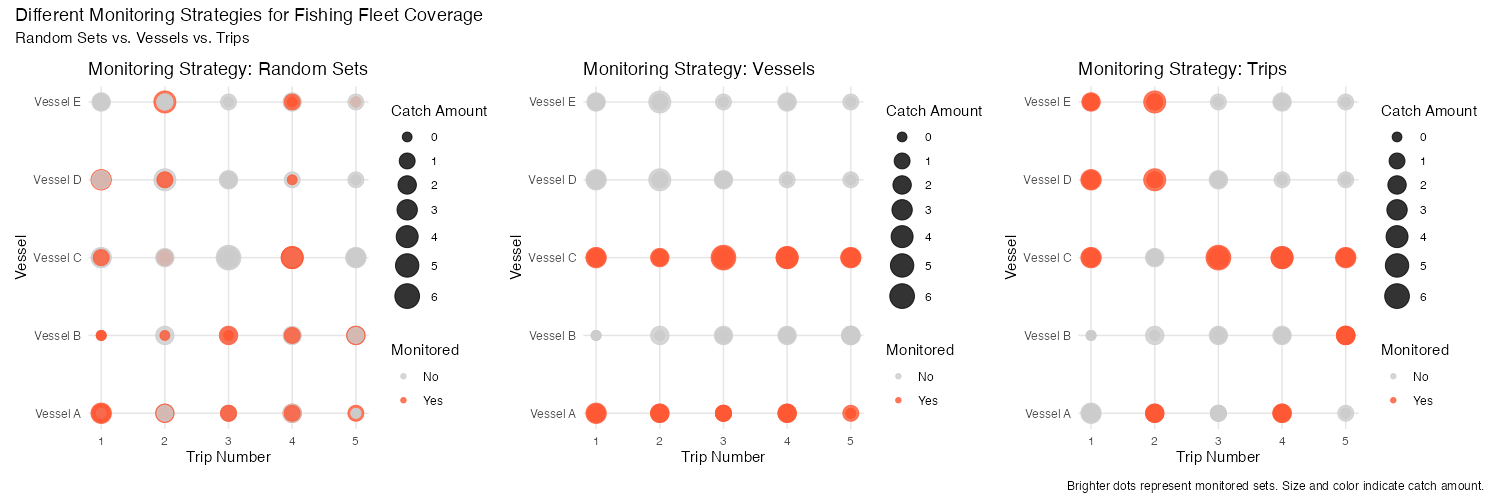 Different Monitoring Strategies for Fishing Fleet Coverage
Random Sets vs. Vessels vs. Trips
Monitoring Strategy: Random Sets
Vessel
Vessel E
Vessel D
Vessel C
Vessel B
Vessel A
1 2 3 4 5
Trip Number
Catch Amount
0
1
2
3
4
5
6
Monitored
No
Yes
Monitoring Strategy: Vessels
Vessel
Vessel E
Vessel D
Vessel C
Vessel B
Vessel A
1 2 3 4 5
Trip Number
Catch Amount
0
1
2
3
4
5
6
Monitored
No
Yes
Monitoring Strategy: Trips
Vessel
Vessel E
Vessel D
Vessel C
Vessel B
Vessel A
1 2 3 4 5
Trip Number
Catch Amount
0
1
2
3
4
5
6
Monitored
No
Yes
Brighter dots represent monitored sets. Size and color indicate catch amount.